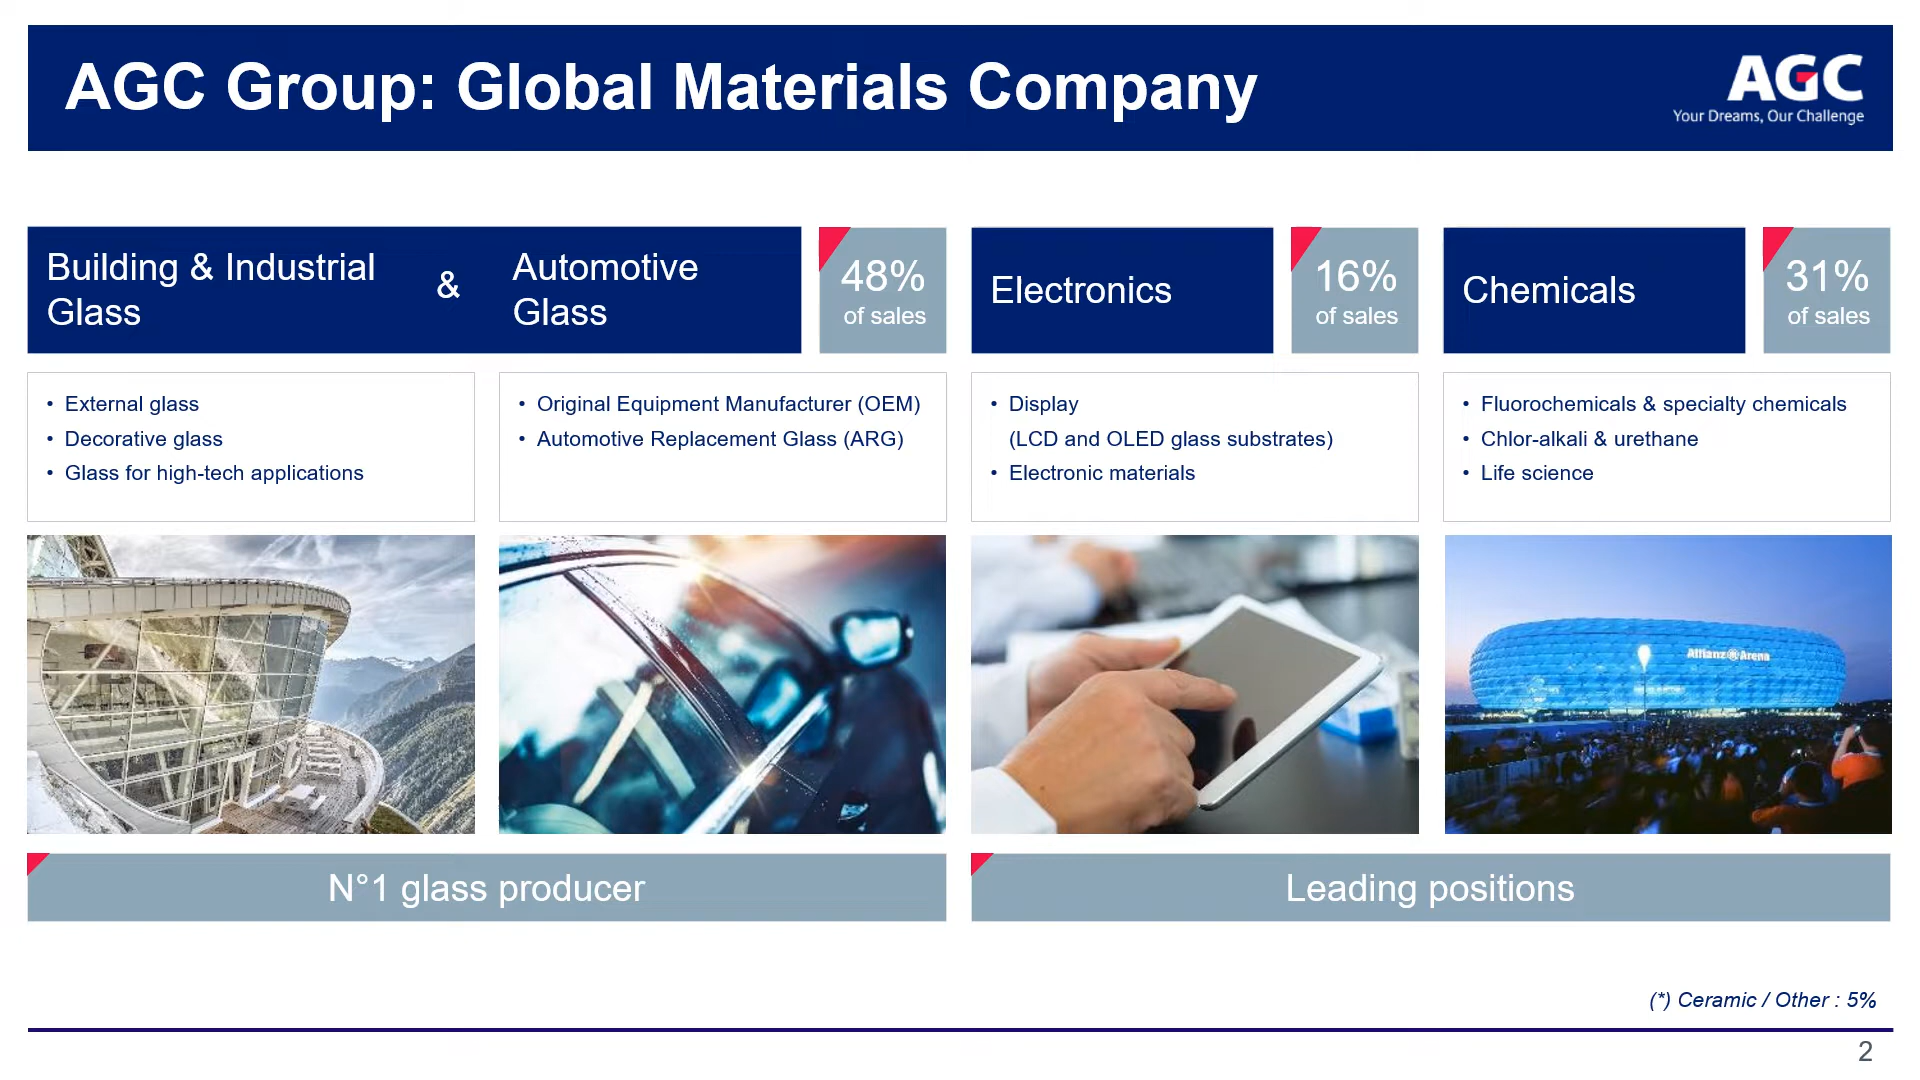 AGC Group: Global Materials Company
AGC
Your Dreams, Our Challenge
Building & Industrial
Glass
&
Automotive
Glass
48%
of sales
Electronics
16%
of sales
Chemicals
31%
of sales
• External glass
• Decorative glass
• Glass for high-tech applications
• Original Equipment Manufacturer (OEM)
• Automotive Replacement Glass (ARG)
• Display
(LCD and OLED glass substrates)
• Electronic materials
• Fluorochemicals & specialty chemicals
• Chlor-alkali & urethane
• Life science
Allianz Arena
N°1 glass producer
Leading positions
(*) Ceramic / Other : 5%
2